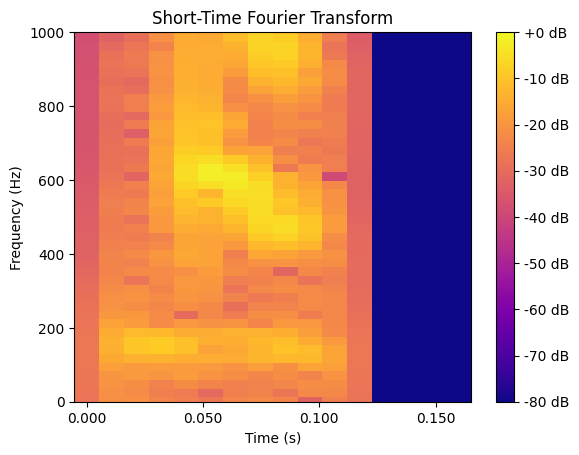 Short-Time Fourier Transform
1000
800
600
400
200
0
Frequency (Hz)
0.000
0.050
0.100
0.150
Time (s)
+0 dB
-10 dB
-20 dB
-30 dB
-40 dB
-50 dB
-60 dB
-70 dB
-80 dB